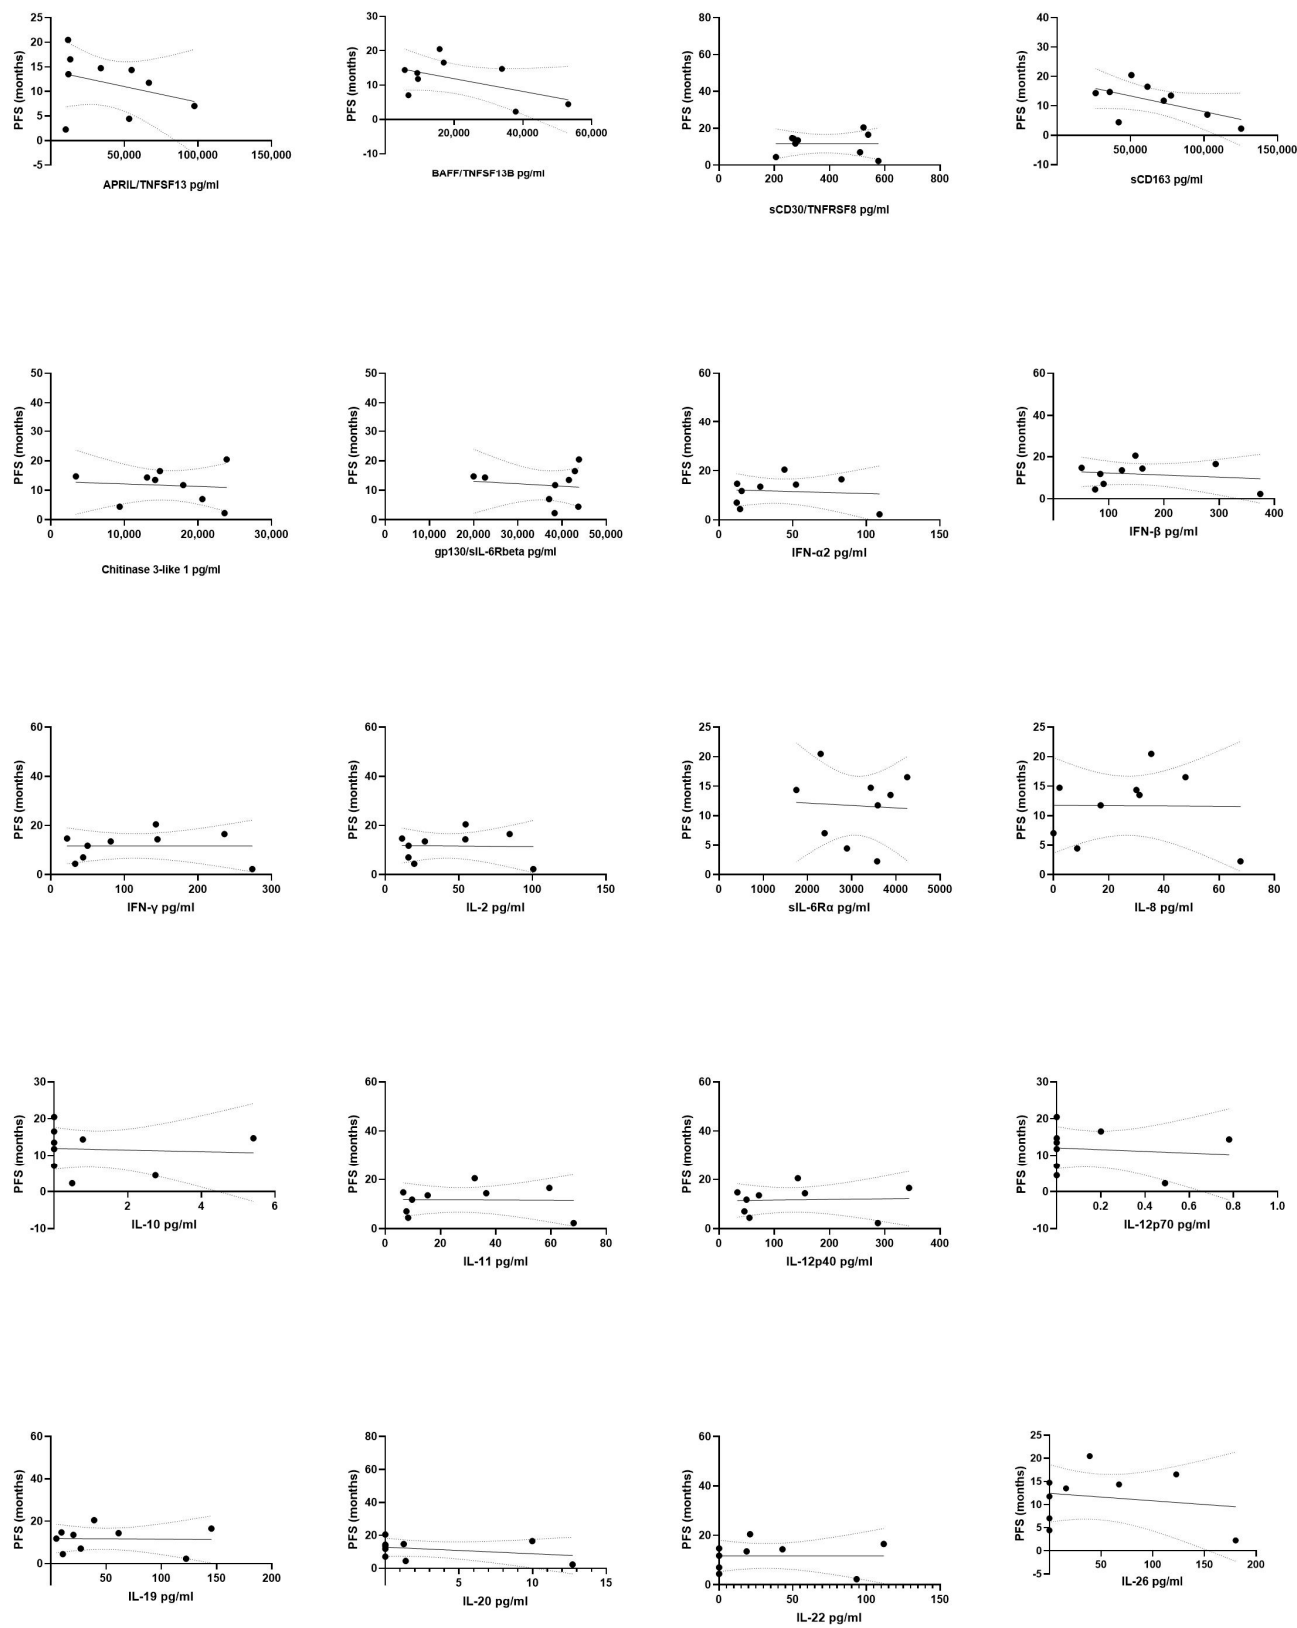 PFS (months)
25
20
15
10
5
0
-5
50,000 100,000 150,000
APRIL/TNFSF13 pg/ml
PFS (months)
30
20
10
0
-10
20,000 40,000 60,000
BAFF/TNFSF13B pg/ml
PFS (months)
80
60
40
20
0
0 200 400 600 800
sCD30/TNFRSF8 pg/ml
PFS (months)
40
30
20
10
0
-10
50,000 100,000 150,000
sCD163 pg/ml
PFS (months)
50
40
30
20
10
0
0 10,000 20,000 30,000
Chitinase 3-like 1 pg/ml
PFS (months)
50
40
30
20
10
0
0 10,000 20,000 30,000 40,000 50,000
gp130/sIL-6Rbeta pg/ml
PFS (months)
60
40
20
0
0 50 100 150
IFN-α2 pg/ml
PFS (months)
60
40
20
0
100 200 300 400
IFN-β pg/ml
PFS (months)
60
40
20
0
0 100 200 300
IFN-γ pg/ml
PFS (months)
60
40
20
0
0 50 100 150
IL-2 pg/ml
PFS (months)
25
20
15
10
5
0
0 1000 2000 3000 4000 5000
sIL-6Rα pg/ml
PFS (months)
25
20
15
10
5
0
0 20 40 60 80
IL-8 pg/ml
PFS (months)
30
20
10
0
-10
2 4 6
IL-10 pg/ml
PFS (months)
60
40
20
0
0 20 40 60 80
IL-11 pg/ml
PFS (months)
60
40
20
0
0 100 200 300 400
IL-12p40 pg/ml
PFS (months)
30
20
10
0
-10
0.2 0.4 0.6 0.8 1.0
IL-12p70 pg/ml
PFS (months)
60
40
20
0
50 100 150 200
IL-19 pg/ml
PFS (months)
80
60
40
20
0
5 10 15
IL-20 pg/ml
PFS (months)
60
40
20
0
0 50 100 150
IL-22 pg/ml
PFS (months)
25
20
15
10
5
0
-5
50 100 150 200
IL-26 pg/ml